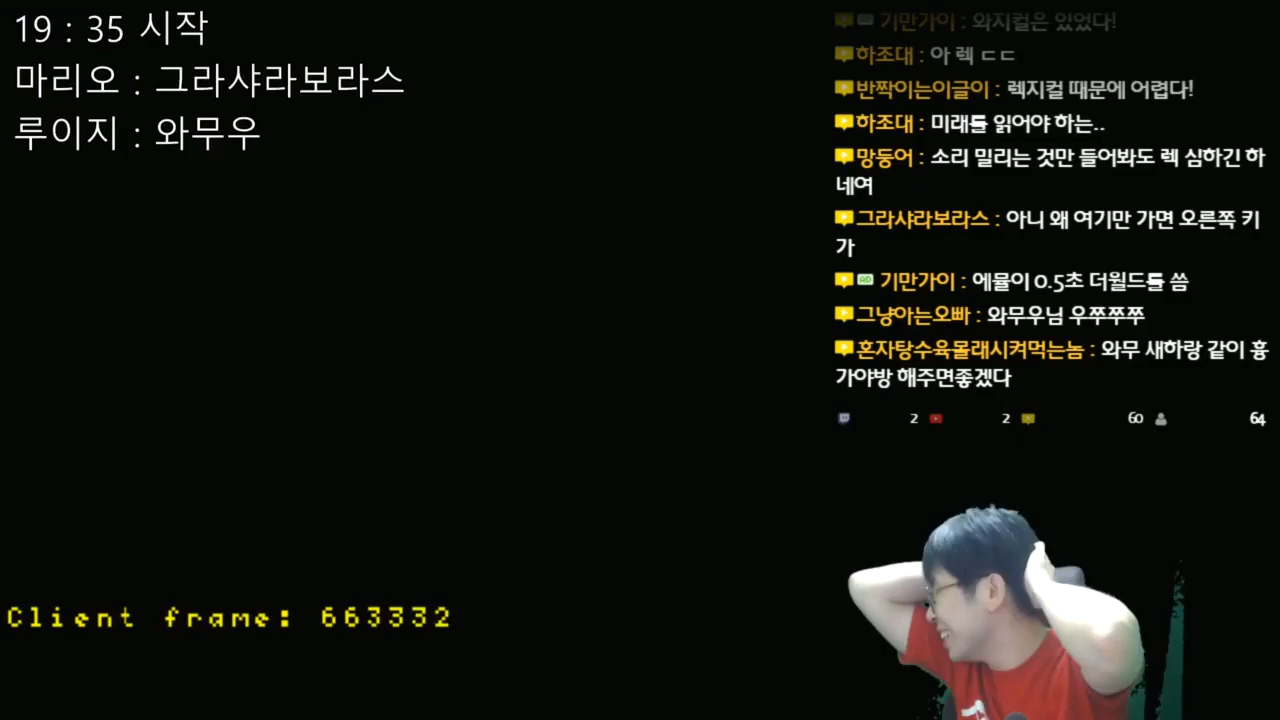 19 : 35 시작
마리오 : 그라샤라보라스
루이지 : 와무우
기만가이 : 와지컬은 있었다!
하조대 : 아 렉 ㄷㄷ
반짝이는이글이 : 렉지컬 때문에 어렵다!
하조대 : 미래를 읽어야 하는..
망둥어 : 소리 밀리는 것만 들어봐도 렉 심하긴 하
네여
그라샤라보라스 : 아니 왜 여기만 가면 오른쪽 키
가
AD 기만가이 : 에뮬이 0.5초 더월드를 씀
그냥아는오빠 : 와무우님 우쭈쭈쭈
혼자탕수육몰래시켜먹는놈 : 와무 새하랑 같이 흉
가야방 해주면좋겠다
2 2 60 64
Client frame: 663332